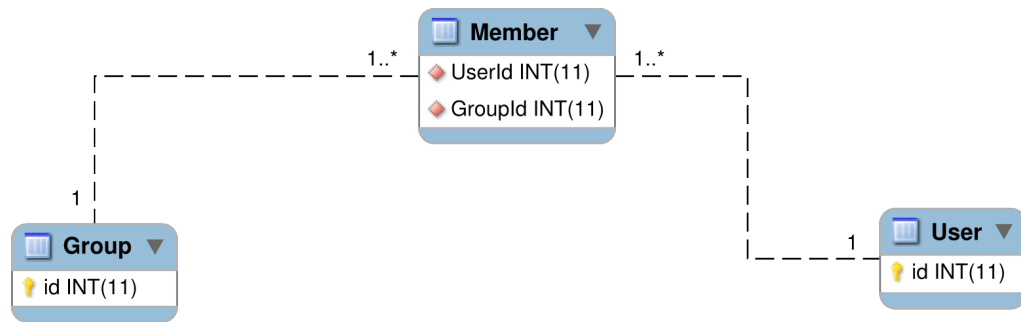 Member
1..*
1..*
UserId INT(11)
GroupId INT(11)
1
Group
id INT(11)
1
User
id INT(11)